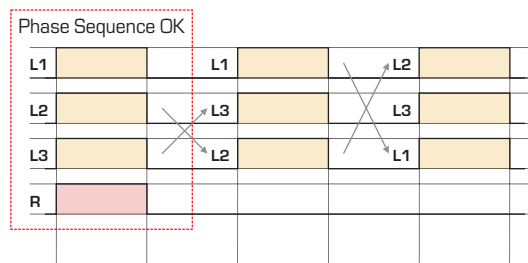 Phase Sequence OK
L1 L1 L2
L2 L3 L3
L3 L2 L1
R